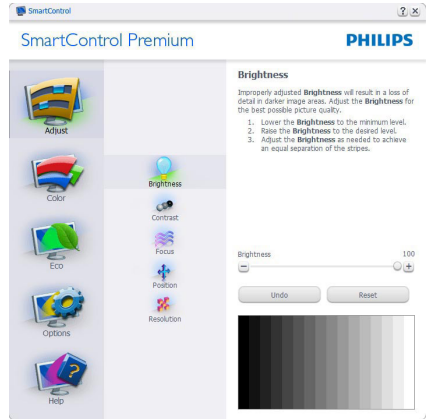 SmartControl
SmartControl Premium
PHILIPS
Adjust
Color
Eco
Options
Help
Brightness
Contrast
Focus
Position
Resolution
Brightness
Improperly adjusted Brightness will result in a loss of
detail in darker image areas. Adjust the Brightness for
the best possible picture quality.
1. Lower the Brightness to the minimum level.
2. Raise the Brightness to the desired level.
3. Adjust the Brightness as needed to achieve
an equal separation of the stripes.
Brightness 100
Undo Reset